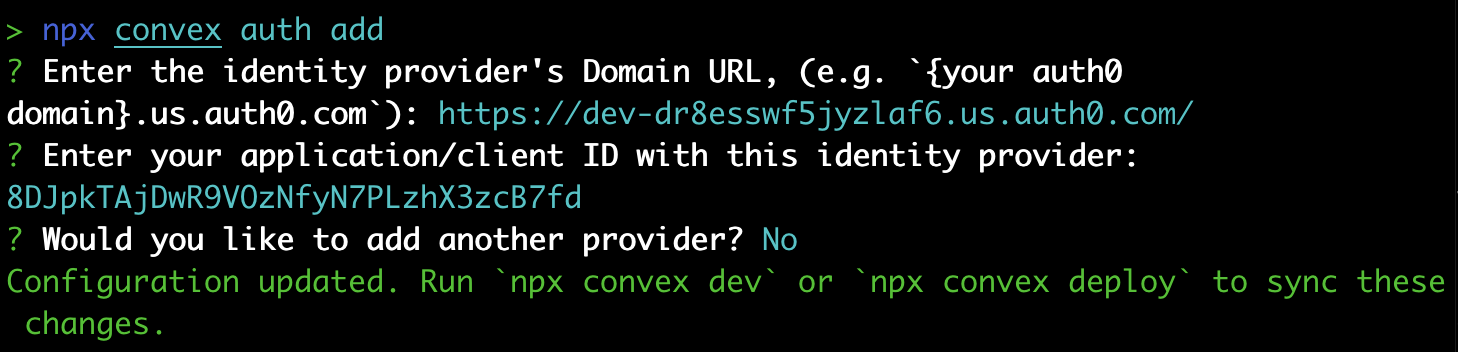 > npx convex auth add
? Enter the identity provider's Domain URL, (e.g. `{your auth0
domain}.us.auth0.com`): https://dev-dr8esswf5jyzlaf6.us.auth0.com/
? Enter your application/client ID with this identity provider:
8DJpkTAjDwR9VOzNfyN7PLzhX3zcB7fd
? Would you like to add another provider? No
Configuration updated. Run `npx convex dev` or `npx convex deploy` to sync these
changes.